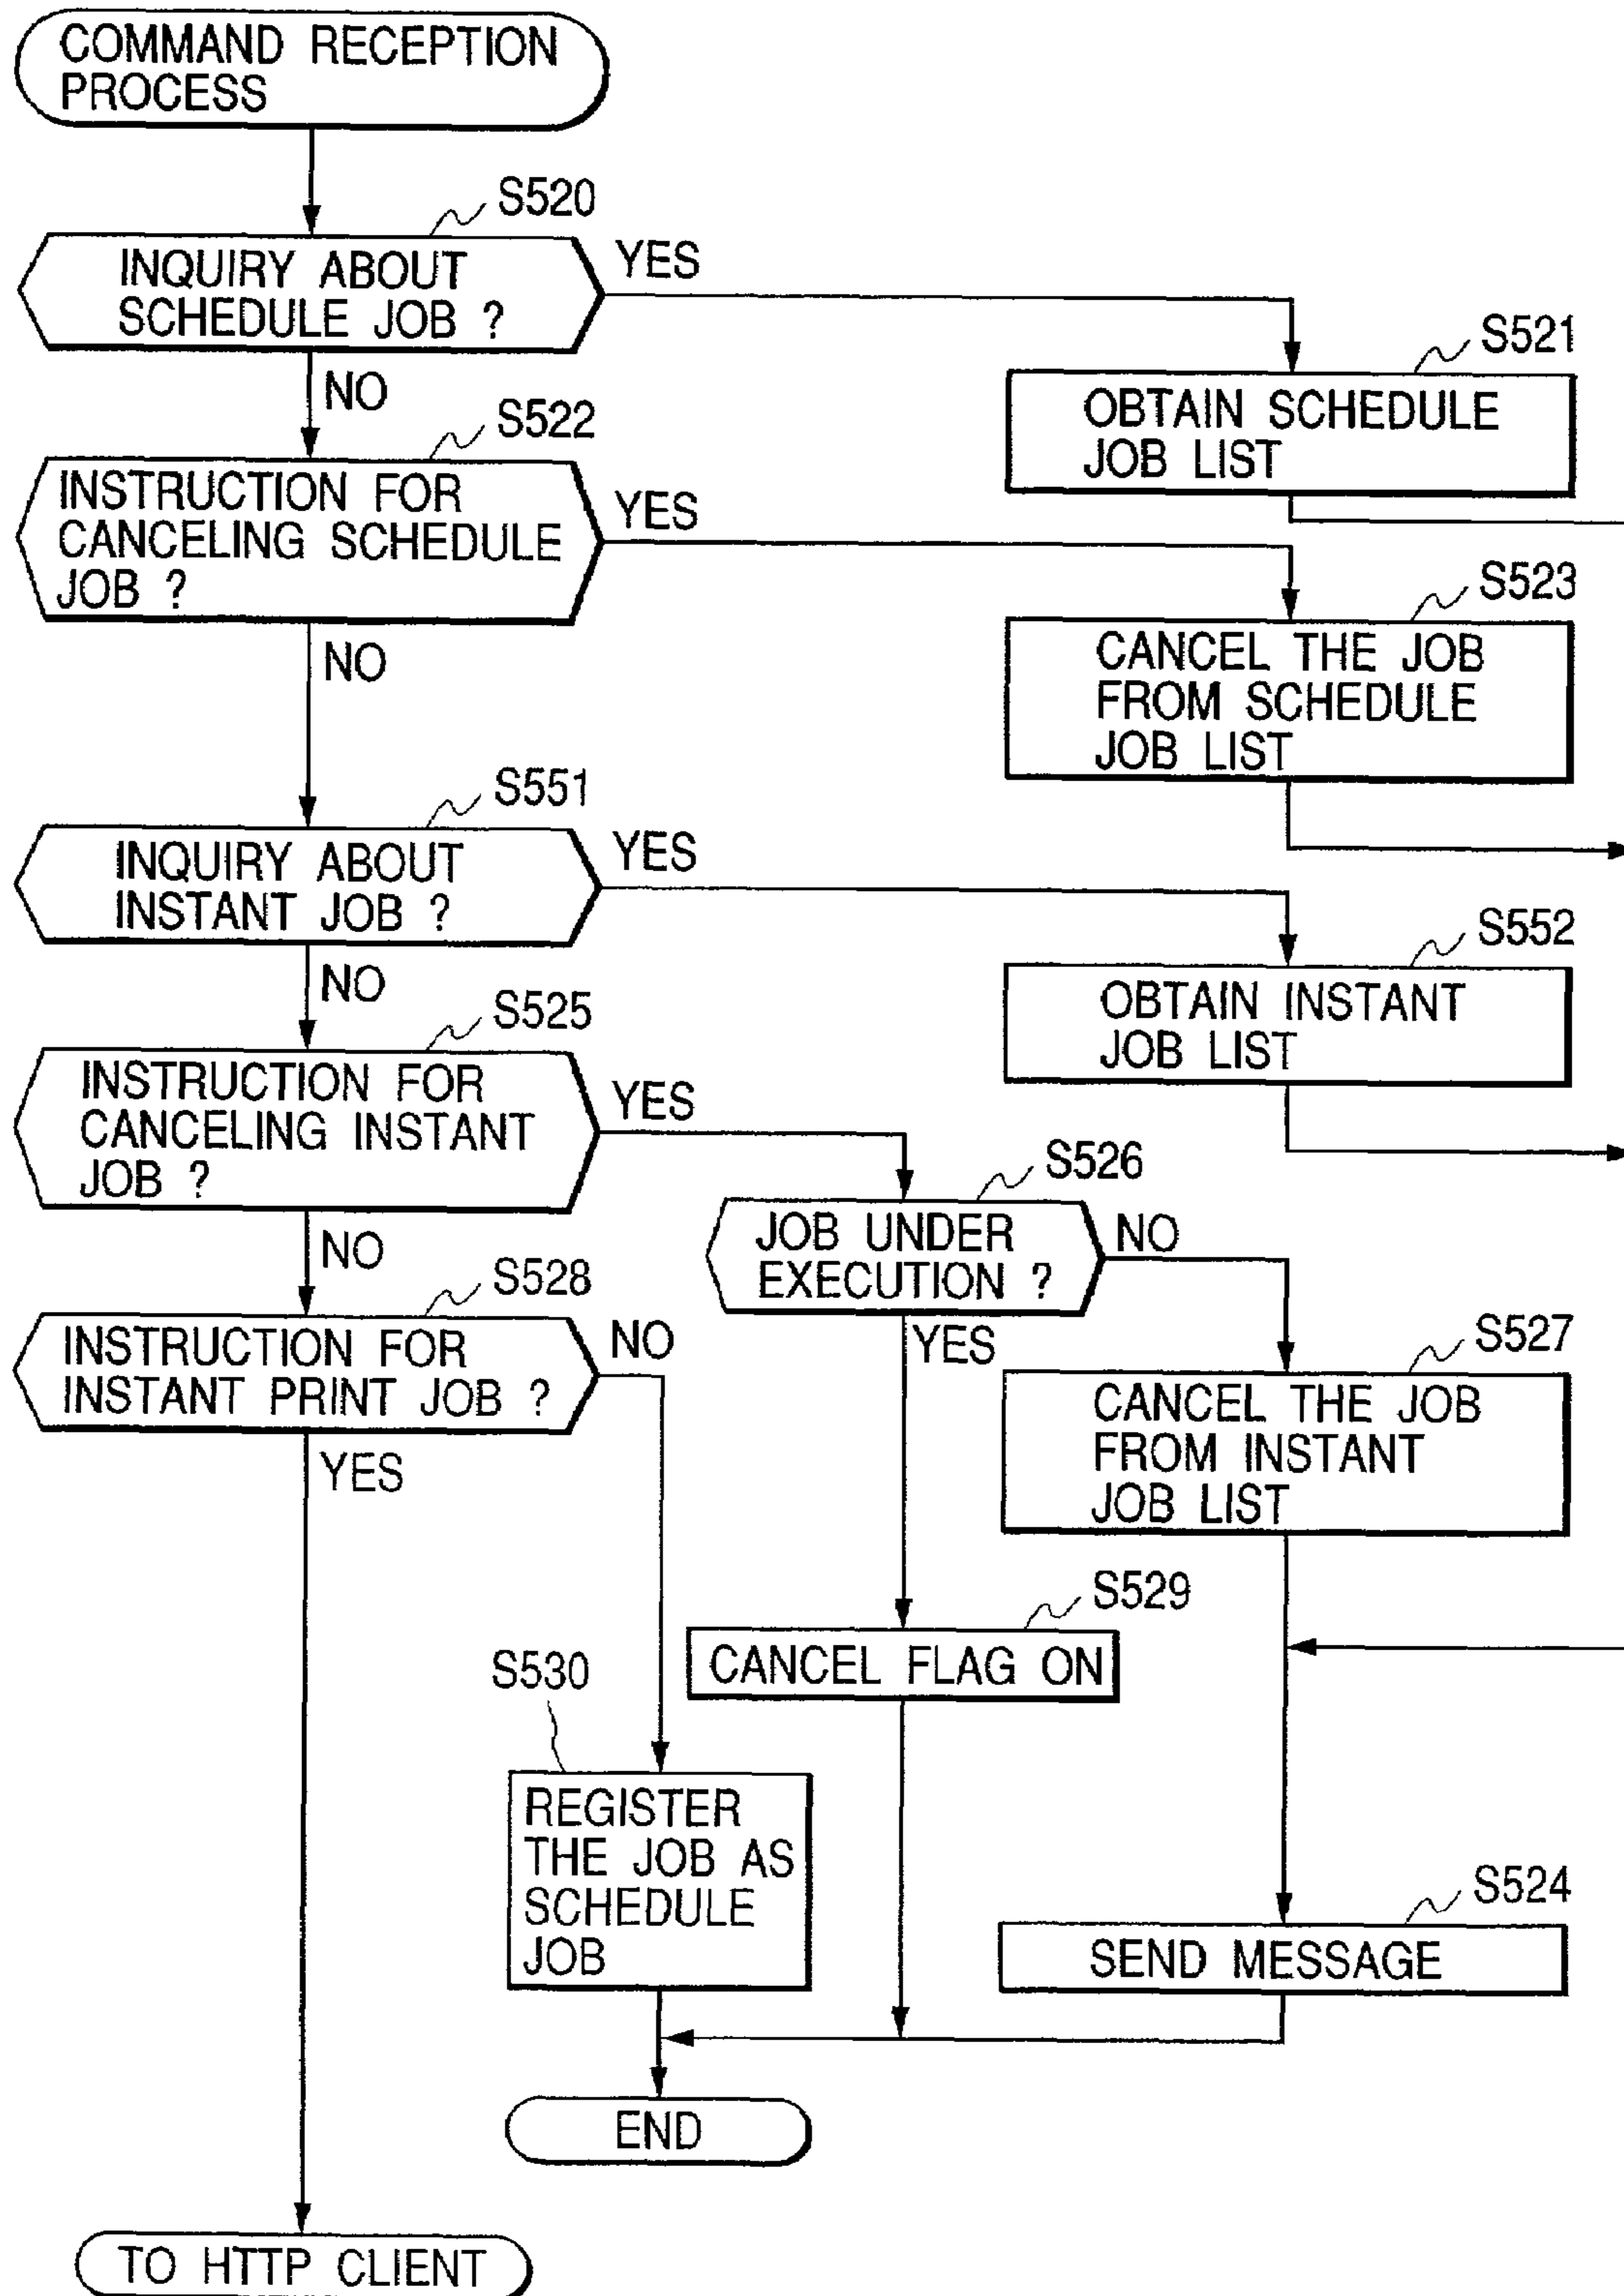 COMMAND RECEPTION
PROCESS
S520
INQUIRY ABOUT
SCHEDULE JOB ?
YES
NO
S521
OBTAIN SCHEDULE
JOB LIST
S522
INSTRUCTION FOR
CANCELING SCHEDULE
JOB ?
YES
NO
S523
CANCEL THE JOB
FROM SCHEDULE
JOB LIST
S551
INQUIRY ABOUT
INSTANT JOB ?
YES
NO
S552
OBTAIN INSTANT
JOB LIST
S525
INSTRUCTION FOR
CANCELING INSTANT
JOB ?
YES
NO
S526
JOB UNDER
EXECUTION ?
NO
YES
S527
CANCEL THE JOB
FROM INSTANT
JOB LIST
S528
INSTRUCTION FOR
INSTANT PRINT JOB ?
NO
YES
S529
CANCEL FLAG ON
S530
REGISTER
THE JOB AS
SCHEDULE
JOB
S524
SEND MESSAGE
END
TO HTTP CLIENT